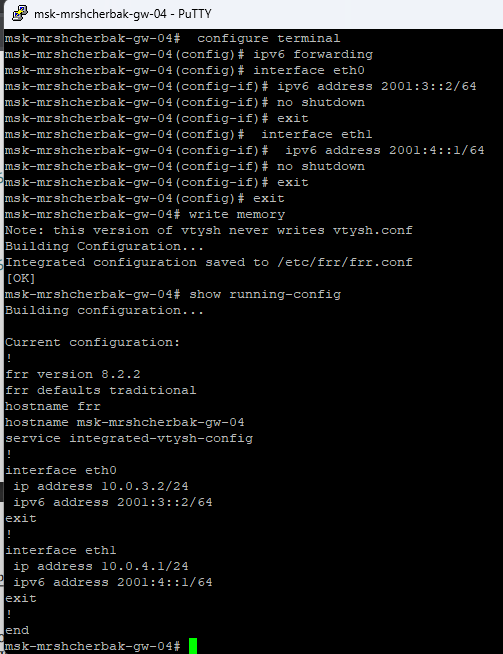 msk-mrshcherbak-gw-04 - PuTTY
msk-mrshcherbak-gw-04#  configure terminal
msk-mrshcherbak-gw-04(config)# ipv6 forwarding
msk-mrshcherbak-gw-04(config)# interface eth0
msk-mrshcherbak-gw-04(config-if)# ipv6 address 2001:3::2/64
msk-mrshcherbak-gw-04(config-if)# no shutdown
msk-mrshcherbak-gw-04(config-if)# exit
msk-mrshcherbak-gw-04(config)#  interface eth1
msk-mrshcherbak-gw-04(config-if)#  ipv6 address 2001:4::1/64
msk-mrshcherbak-gw-04(config-if)# no shutdown
msk-mrshcherbak-gw-04(config-if)# exit
msk-mrshcherbak-gw-04(config)# exit
msk-mrshcherbak-gw-04# write memory
Note: this version of vtysh never writes vtysh.conf
Building Configuration...
Integrated configuration saved to /etc/frr/frr.conf
[OK]
msk-mrshcherbak-gw-04# show running-config
Building configuration...

Current configuration:
!
frr version 8.2.2
frr defaults traditional
hostname frr
hostname msk-mrshcherbak-gw-04
service integrated-vtysh-config
!
interface eth0
 ip address 10.0.3.2/24
 ipv6 address 2001:3::2/64
exit
!
interface eth1
 ip address 10.0.4.1/24
 ipv6 address 2001:4::1/64
exit
!
end
msk-mrshcherbak-gw-04#